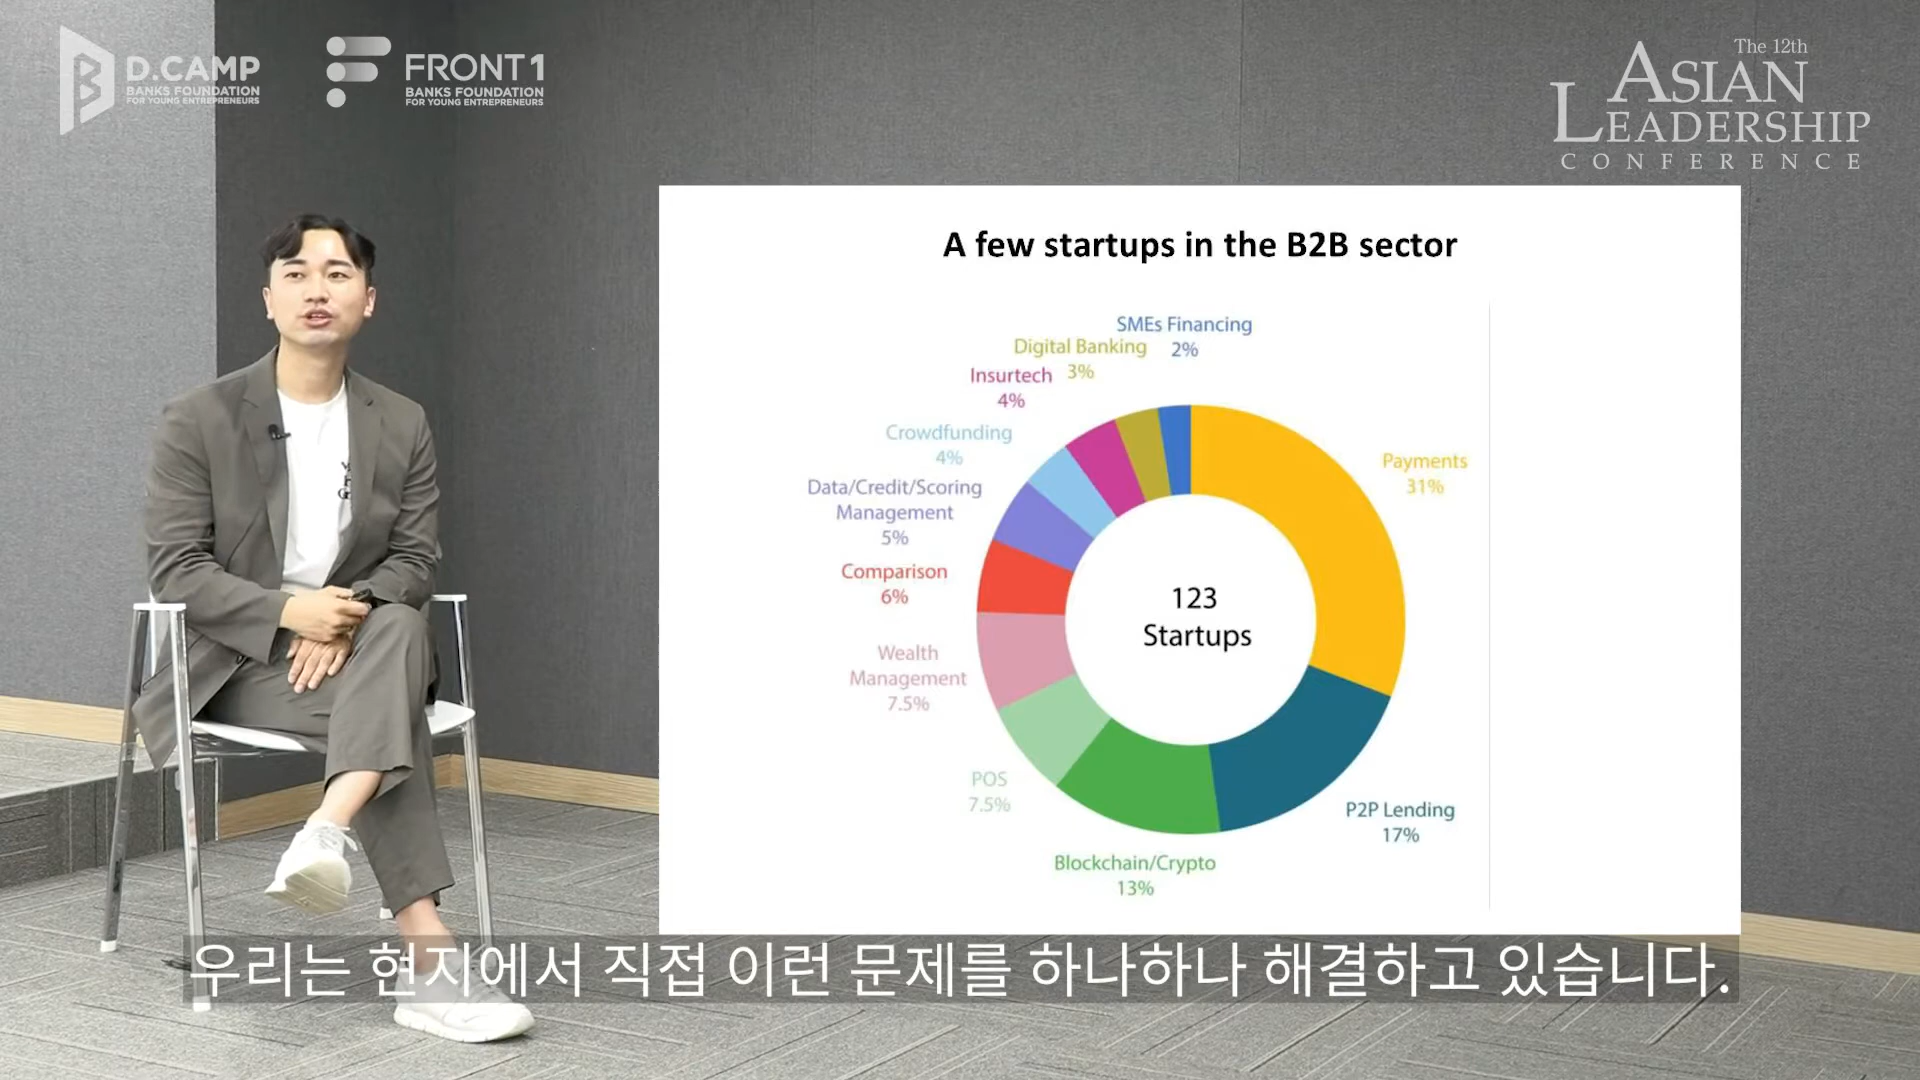 D.CAMP
BANKS FOUNDATION
FOR YOUNG ENTREPRENEURS
FRONT1
BANKS FOUNDATION
FOR YOUNG ENTREPRENEURS
The 12th
ASIAN
LEADERSHIP
CONFERENCE
A few startups in the B2B sector
SMEs Financing
2%
Digital Banking
3%
Insurtech
4%
Crowdfunding
4%
Data/Credit/Scoring
Management
5%
Comparison
6%
Wealth
Management
7.5%
POS
7.5%
Blockchain/Crypto
13%
P2P Lending
17%
Payments
31%
123
Startups
우리는 현지에서 직접 이런 문제를 하나하나 해결하고 있습니다.